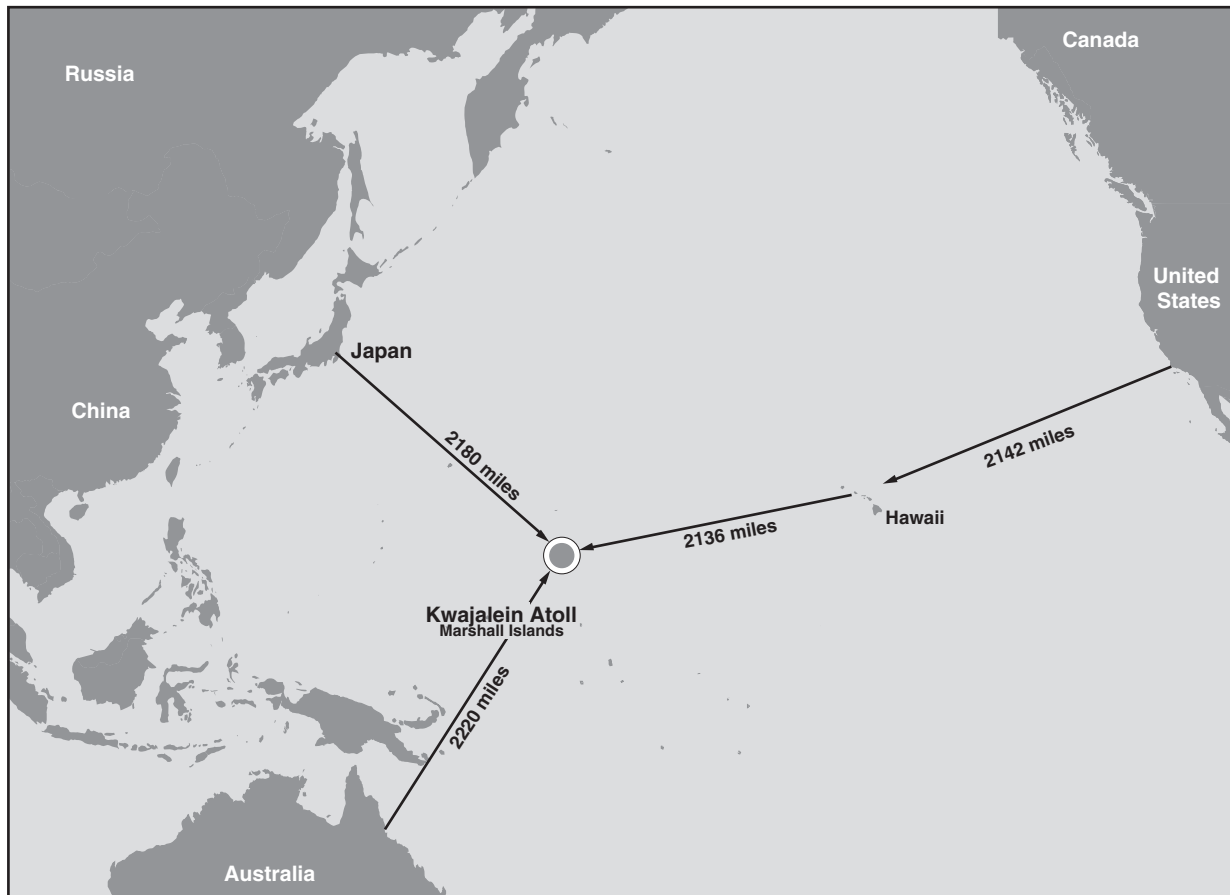 Russia
Canada
United
States
Japan
China
2180 miles
2142 miles
Hawaii
2136 miles
Kwajalein Atoll
Marshall Islands
2220 miles
Australia